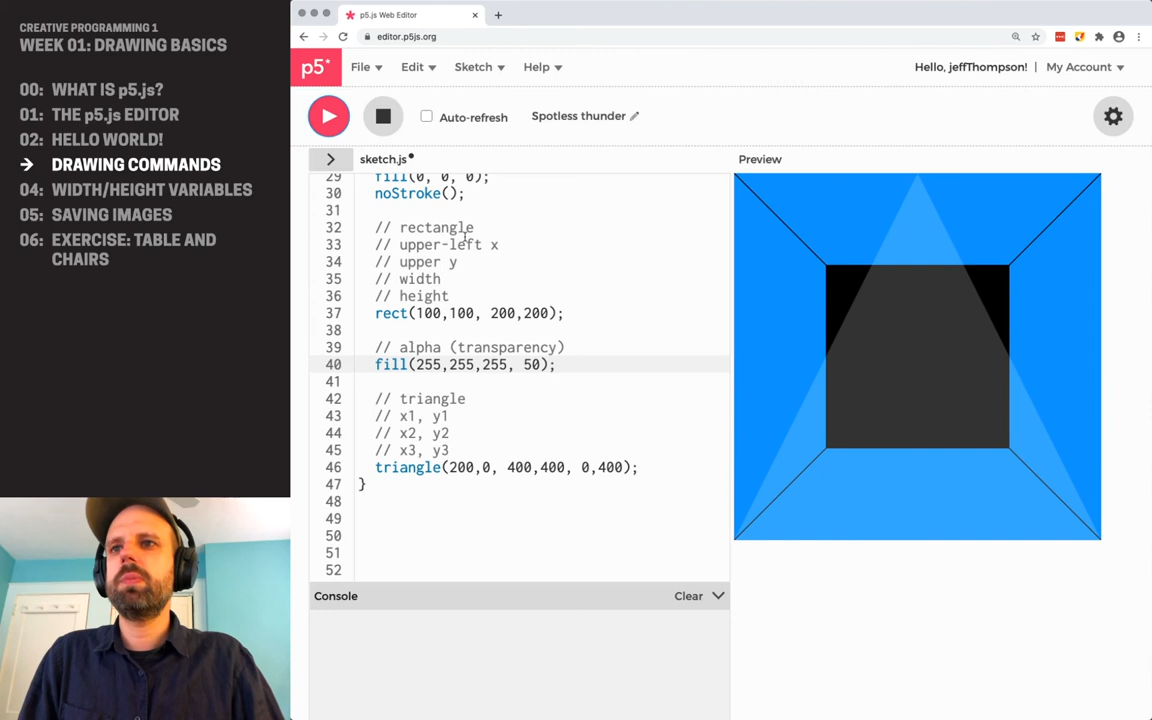 CREATIVE PROGRAMMING 1
WEEK 01: DRAWING BASICS
00: WHAT IS p5.js?
01: THE p5.js EDITOR
02: HELLO WORLD!
→ DRAWING COMMANDS
04: WIDTH/HEIGHT VARIABLES
05: SAVING IMAGES
06: EXERCISE: TABLE AND
CHAIRS
p5.js Web Editor
editor.p5js.org
p5*
File
Edit
Sketch
Help
Hello, jeffThompson!
|
My Account
Auto-refresh
Spotless thunder
sketch.js
Preview
29 fill(0, 0, 0);
30 noStroke();
31
32 // rectangle
33 // upper-left x
34 // upper y
35 // width
36 // height
37 rect(100,100, 200,200);
38
39 // alpha (transparency)
40 fill(255,255,255, 50);
41
42 // triangle
43 // x1, y1
44 // x2, y2
45 // x3, y3
46 triangle(200,0, 400,400, 0,400);
47 }
48
49
50
51
52
Console
Clear